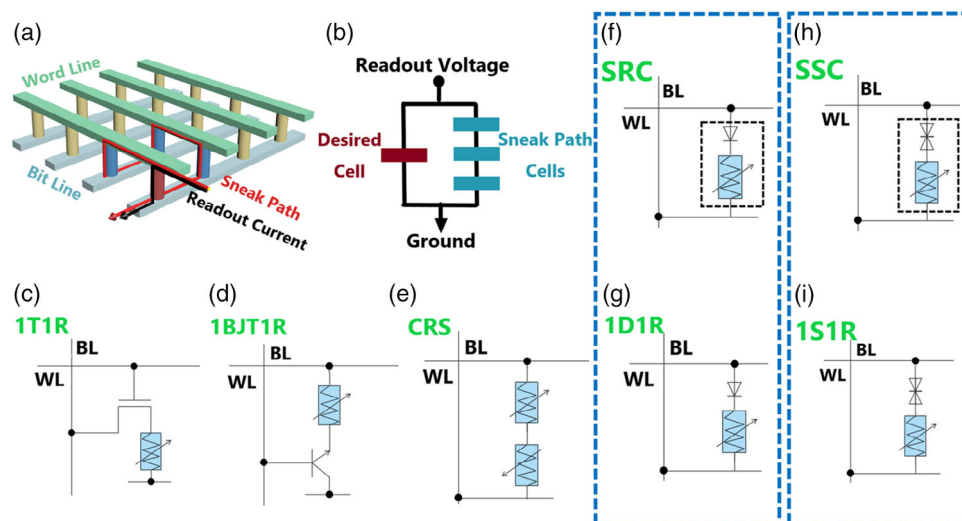 (a)
Word Line
Bit Line
Sneak Path
Readout Current
(b)
Readout Voltage
Desired
Cell
Sneak Path
Cells
Ground
(f)
SRC
BL
WL
(h)
SSC
BL
WL
(c)
1T1R
BL
WL
(d)
1BJT1R
BL
WL
(e)
CRS
BL
WL
(g)
1D1R
BL
WL
(i)
1S1R
BL
WL